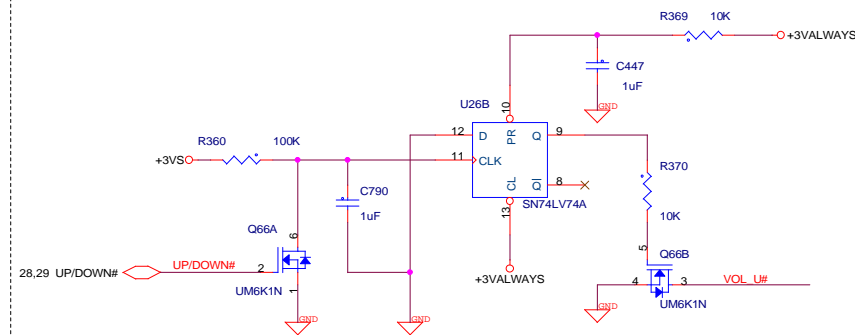 R369 10K
+3VALWAYS
C447
1uF
GND
U26B
10
12 D PR Q 9
R360 100K
+3VS
11 CLK
R370
CL Q 8
C790
1uF
13
SN74LV74A
10K
Q66A
6
5
Q66B
+3VALWAYS
28,29 UP/DOWN# UP/DOWN# 2
4 3 VOL_U#
UM6K1N
1
GND
UM6K1N
GND
GND
GND